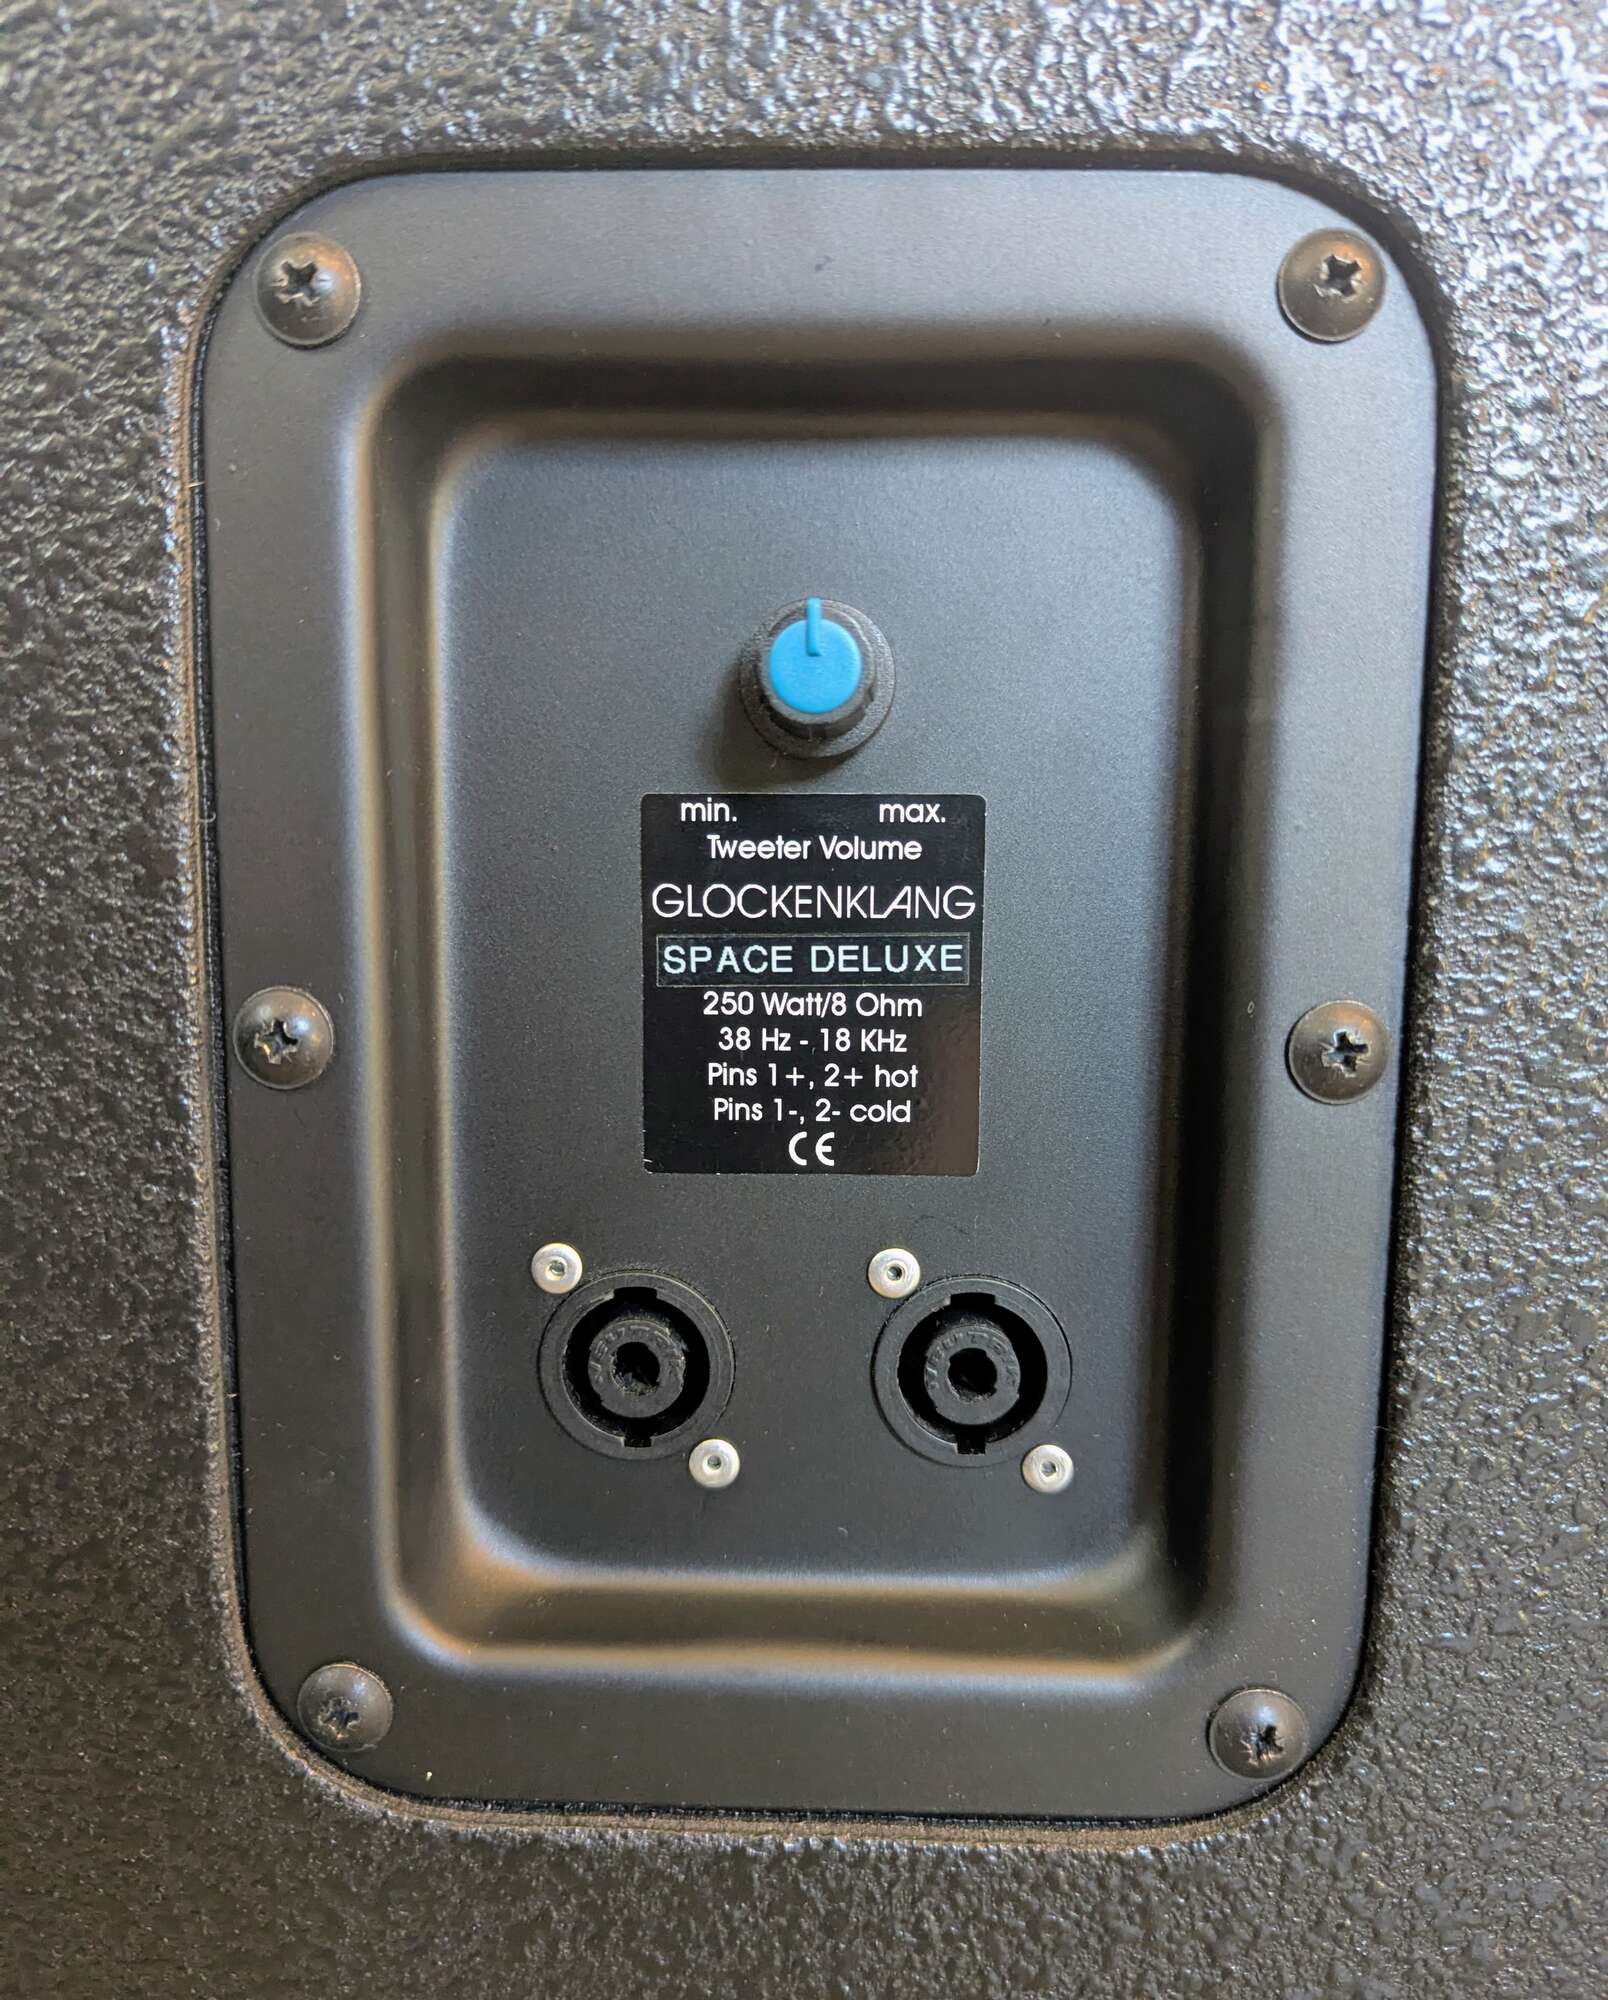 min. max.
Tweeter Volume
GLOCKENKLANG
SPACE DELUXE
250 Watt/8 Ohm
38 Hz - 18 KHz
Pins 1+, 2+ hot
Pins 1-, 2- cold
CE